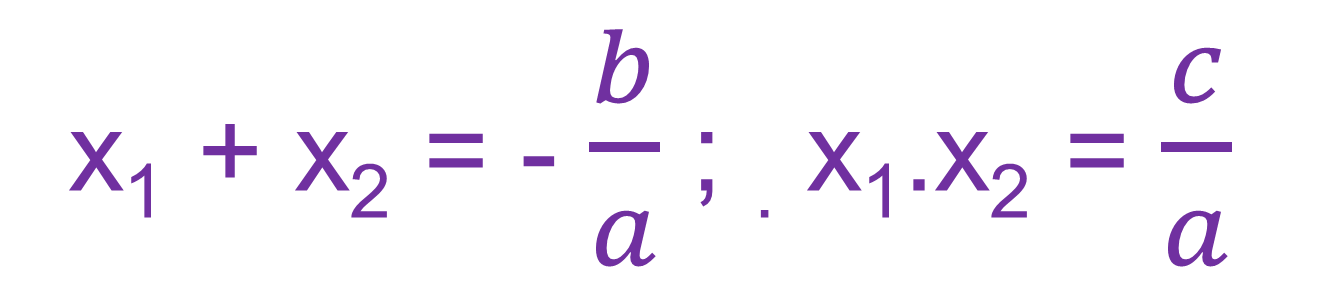 x₁ + x₂ = - b/a ; . x₁.x₂ = c/a